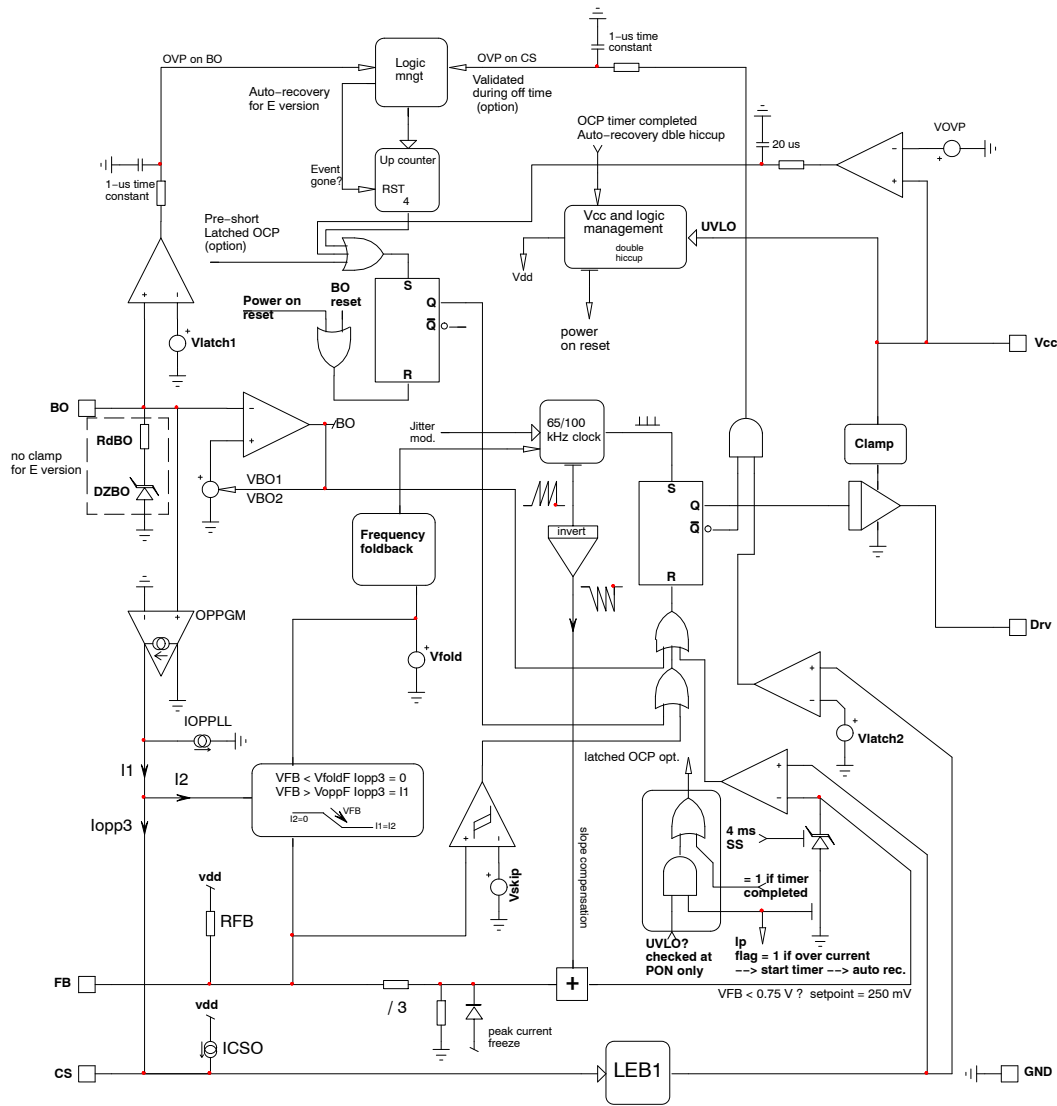 1−us time
constant
OVP on BO
Logic
mngt
OVP on CS
Auto−recovery
for E version
Validated
during off time
(option)
OCP timer completed
Auto−recovery dble hiccup
20 us
VOVP
Up counter
RST
4
Event
gone?
1−us time
constant
Pre−short
Latched OCP
(option)
Vcc and logic
management
double
hiccup
UVLO
Vdd
power
on reset
Power on
reset
BO
reset
S
Q
Q
R
Vlatch1
Vcc
BO
RdBO
DZBO
no clamp
for E version
/BO
VBO1
VBO2
Jitter
mod.
65/100
kHz clock
Clamp
S
Q
Q
R
invert
Frequency
foldback
OPPGM
Vfold
Drv
IOPPLL
Vlatch2
I1
I2
Iopp3
VFB < VfoldF Iopp3 = 0
VFB > VoppF Iopp3 = I1
VFB
I2=0
I1=I2
latched OCP opt.
slope compensation
Vskip
4 ms
SS
= 1 if timer
completed
vdd
RFB
UVLO?
checked at
PON only
Ip
flag = 1 if over current
−−> start timer −−> auto rec.
FB
/ 3
+
VFB < 0.75 V ? setpoint = 250 mV
vdd
ICSO
peak current
freeze
CS
LEB1
GND